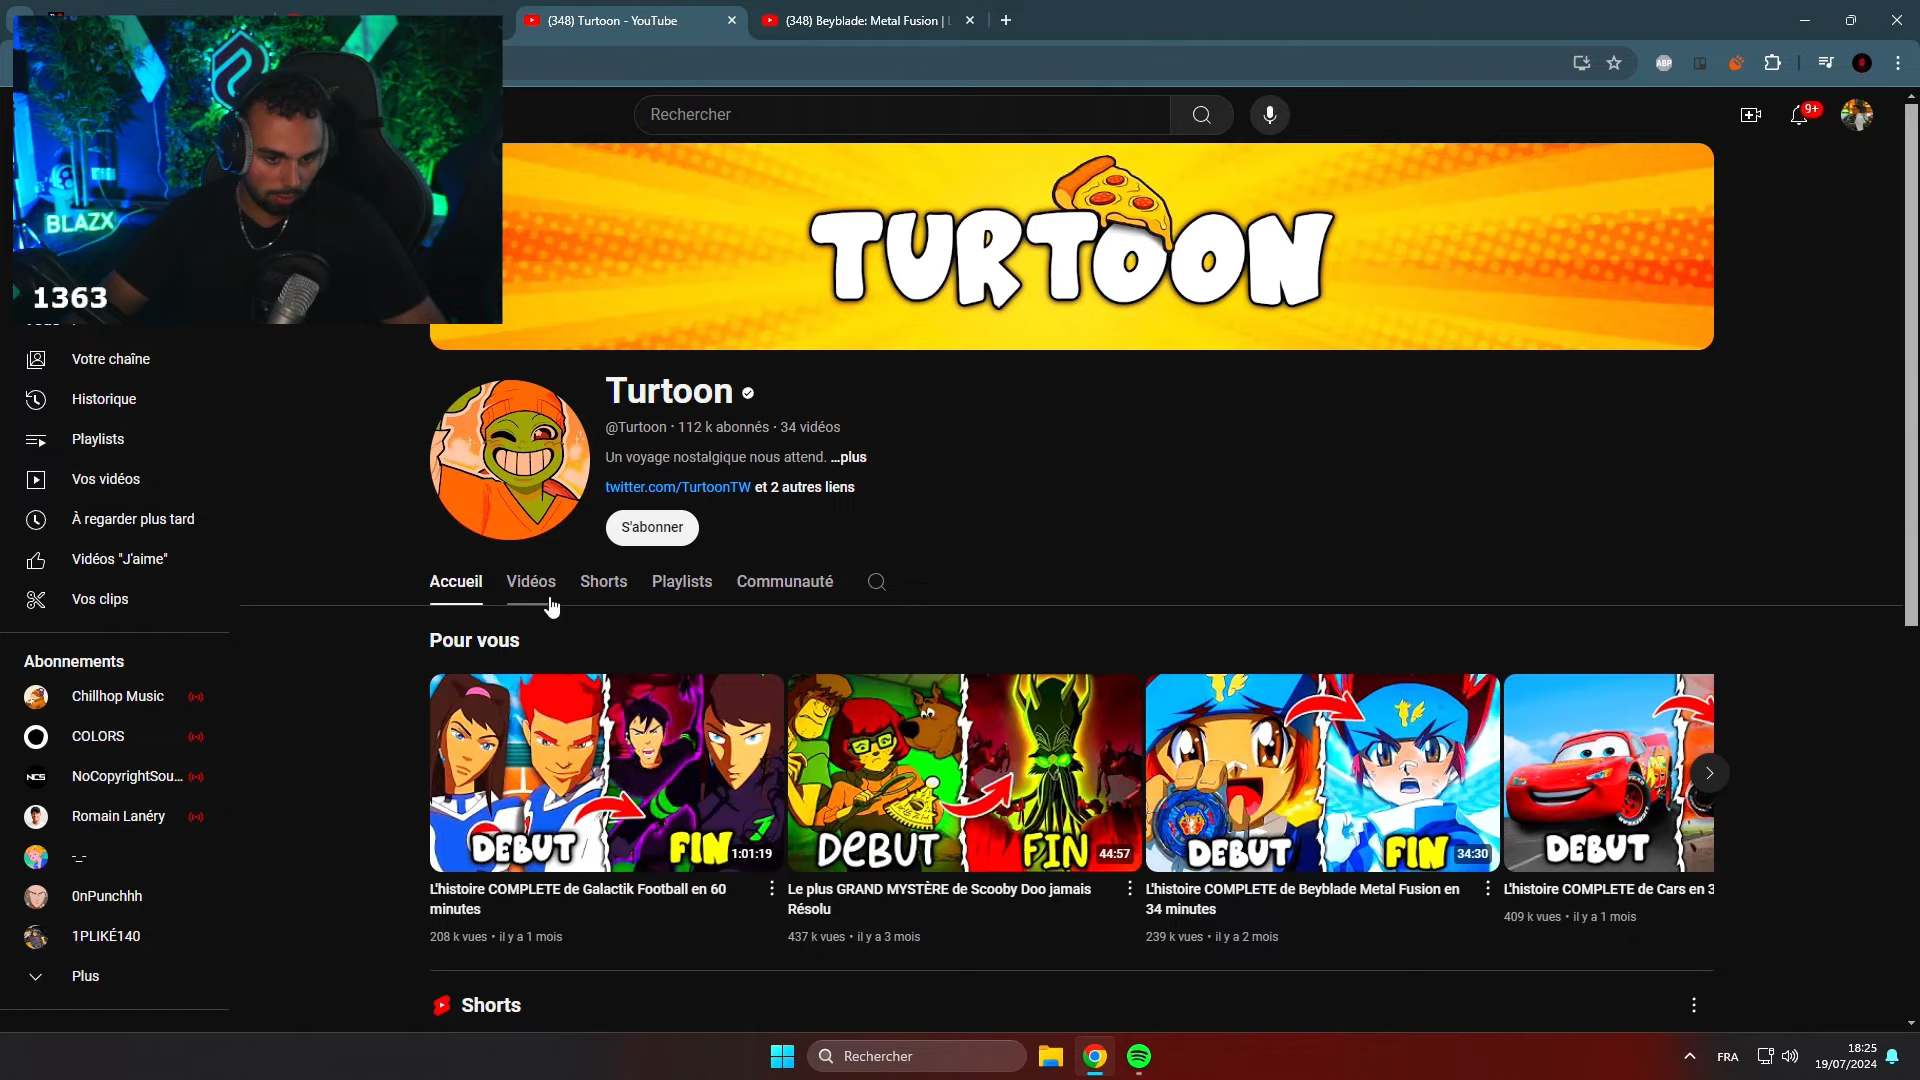 (348) Turtoon - YouTube
(348) Beyblade: Metal Fusion |
ABP
Rechercher
9+
BLAZX
1363
TURTOON
Votre chaîne
Historique
Playlists
Vos vidéos
À regarder plus tard
Vidéos "J'aime"
Vos clips
Abonnements
Chillhop Music
COLORS
NCS
NoCopyrightSou...
Romain Lanéry
-_-
0nPunchhh
1PLIKÉ140
Plus
Turtoon
@Turtoon • 112 k abonnés • 34 vidéos
Un voyage nostalgique nous attend. ...plus
twitter.com/TurtoonTW et 2 autres liens
S'abonner
Accueil Vidéos Shorts Playlists Communauté
Pour vous
DEBUT FIN 1:01:19
DEBUT FIN 44:57
DEBUT FIN 34:30
DEBUT
L'histoire COMPLETE de Galactik Football en 60
minutes
208 k vues • il y a 1 mois
Le plus GRAND MYSTÈRE de Scooby Doo jamais
Résolu
437 k vues • il y a 3 mois
L'histoire COMPLETE de Beyblade Metal Fusion en
34 minutes
239 k vues • il y a 2 mois
L'histoire COMPLETE de Cars en 3
409 k vues • il y a 1 mois
Shorts
Rechercher
FRA
18:25
19/07/2024